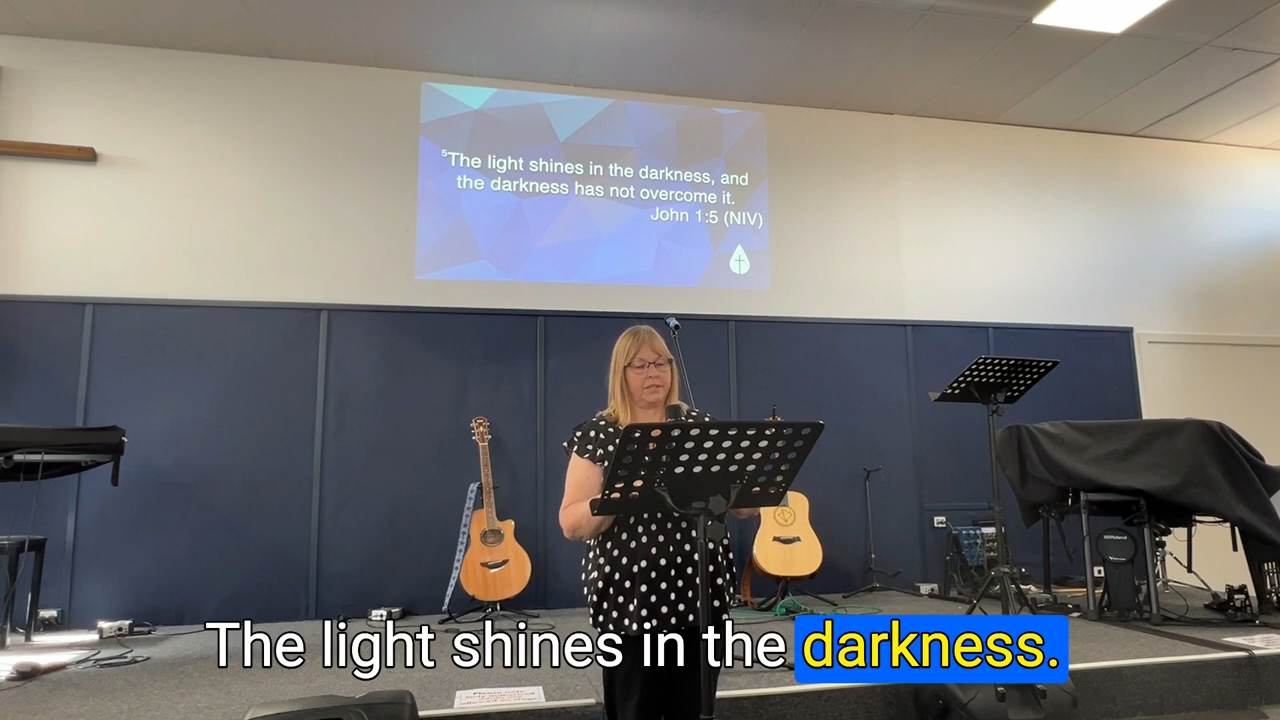 ⁵The light shines in the darkness, and
the darkness has not overcome it.
John 1:5 (NIV)
Roland
The light shines in the darkness.